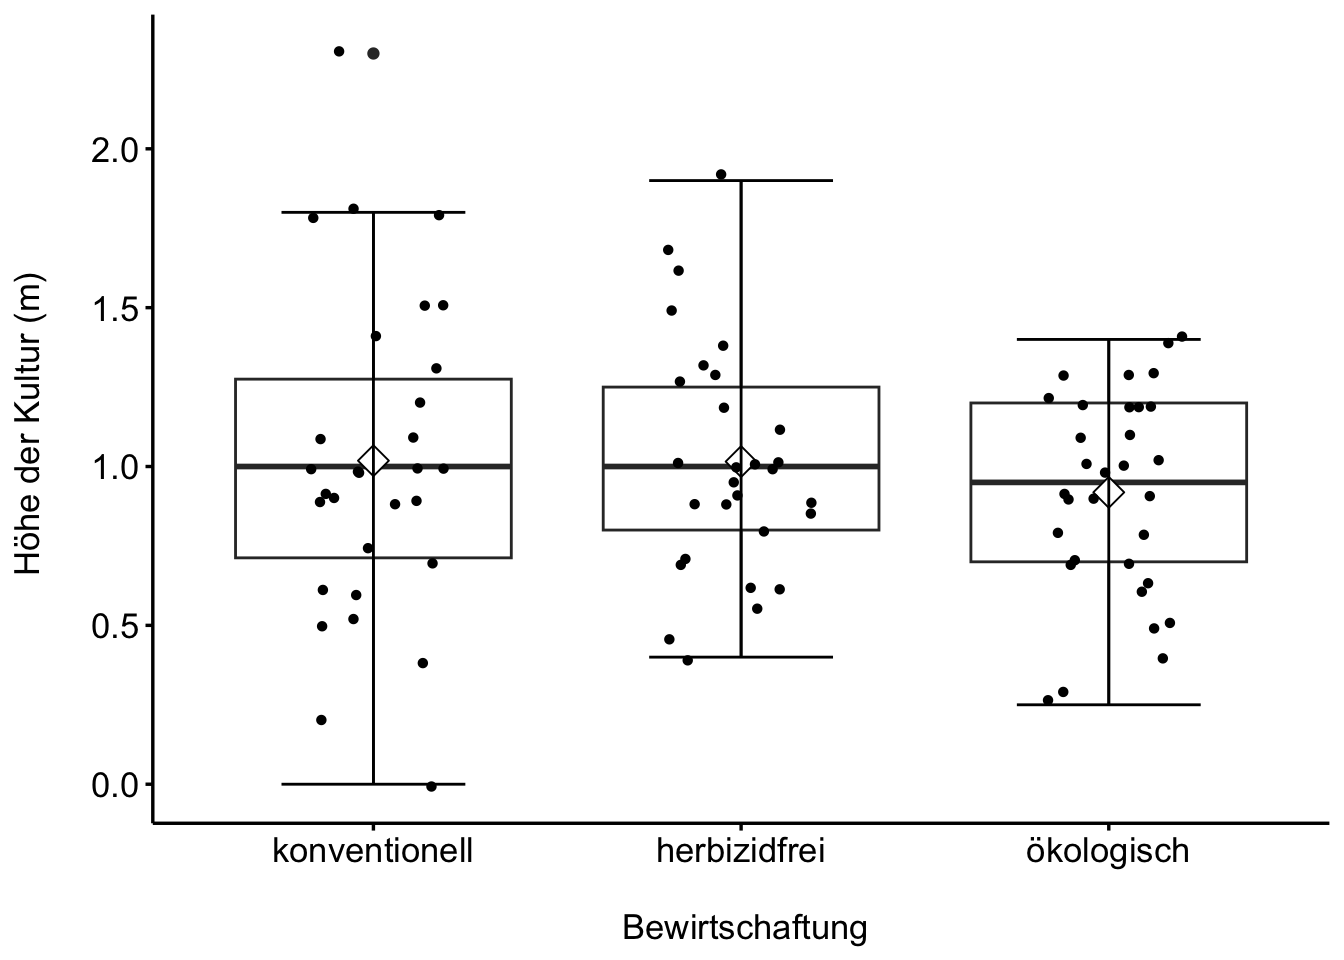 Höhe der Kultur (m)
2.0
1.5
1.0
0.5
0.0
konventionell herbizidfrei ökologisch
Bewirtschaftung